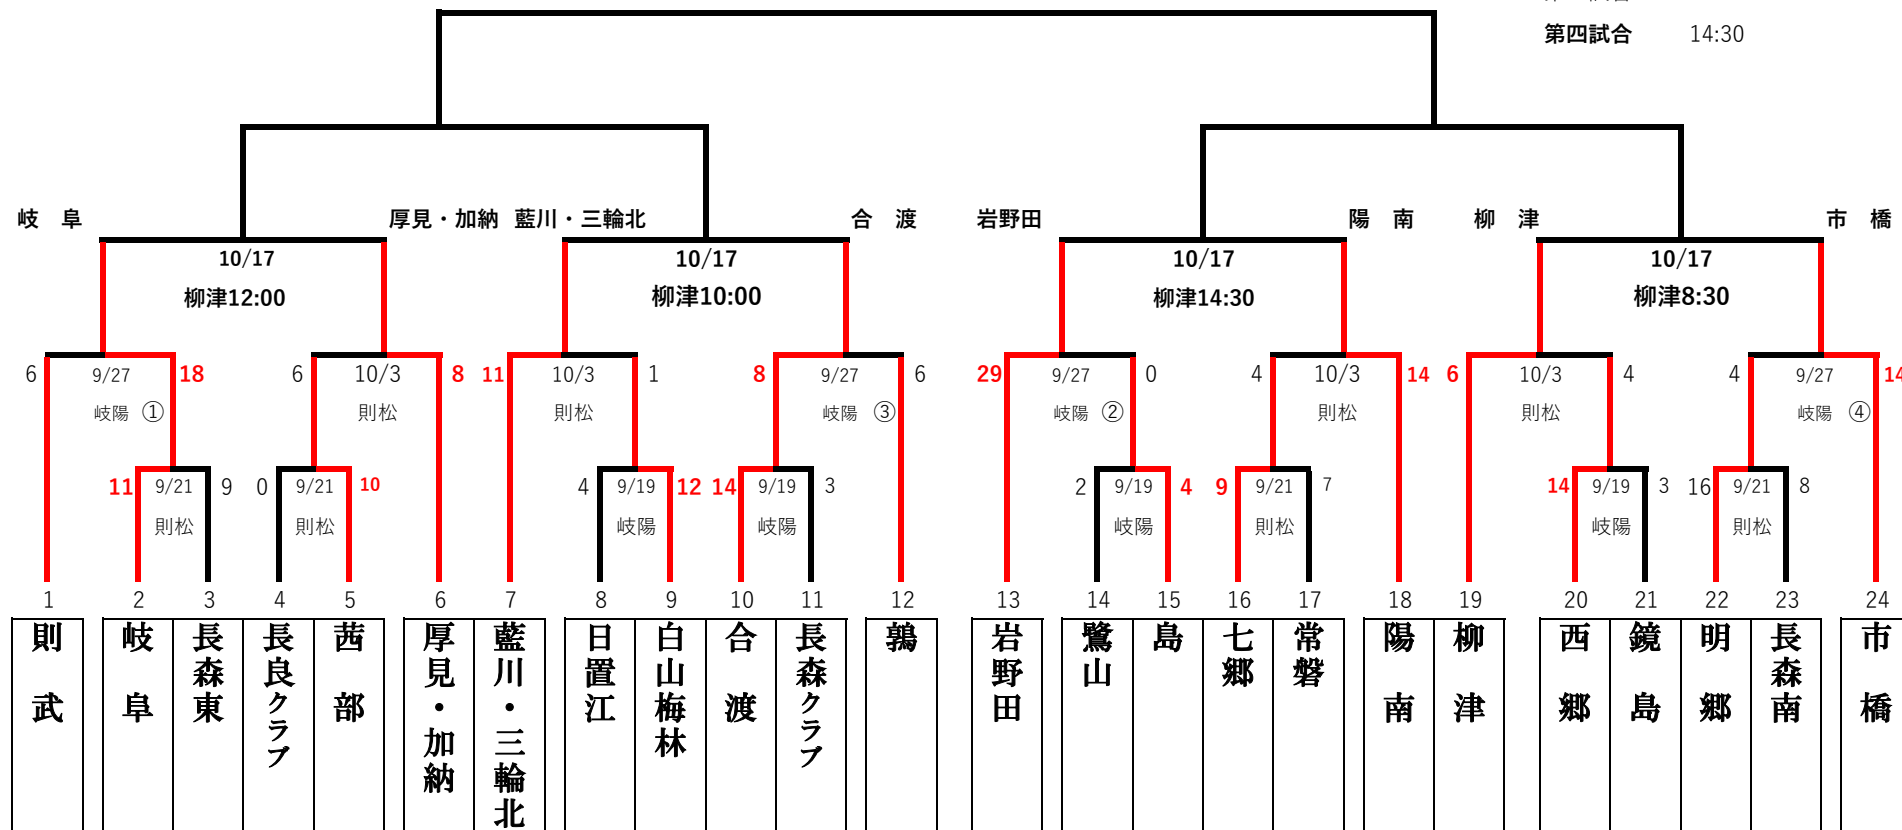 第四試合 14:30
岐 阜 厚見・加納 藍川・三輪北 合 渡 岩野田 陽 南 柳 津 市 橋
10/17 10/17 10/17 10/17
柳津12:00 柳津10:00 柳津14:30 柳津8:30
6 9/27 18 6 10/3 8 11 10/3 1 8 9/27 6 29 9/27 0 4 10/3 14 6 10/3 4 4 9/27 14
岐陽 ① 則松 則松 岐陽 ③ 岐陽 ② 則松 則松 岐陽 ④
11 9/21 9 0 9/21 10 4 9/19 12 14 9/19 3 2 9/19 4 9 9/21 7 14 9/19 3 16 9/21 8
則松 則松 岐陽 岐陽 岐陽 則松 岐陽 則松
1 2 3 4 5 6 7 8 9 10 11 12 13 14 15 16 17 18 19 20 21 22 23 24
則 武
岐 阜
長森東
長良クラブ
茜 部
厚見・加納
藍川・三輪北
日置江
白山梅林
合 渡
長森クラブ
鶉
岩野田
鷺山
島
七郷
常磐
陽 南
柳 津
西 郷
鏡 島
明 郷
長森南
市 橋